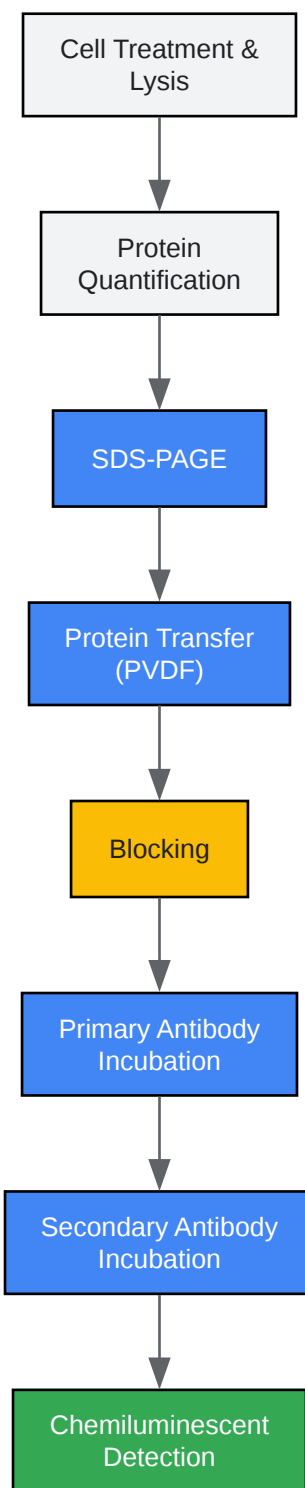 Cell Treatment &
Lysis
Protein
Quantification
SDS-PAGE
Protein Transfer
(PVDF)
Blocking
Primary Antibody
Incubation
Secondary Antibody
Incubation
Chemiluminescent
Detection